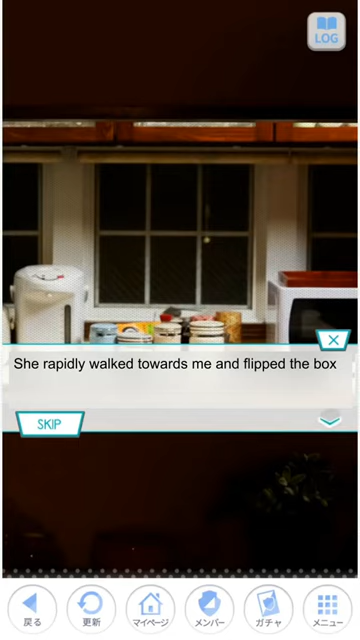 LOG
She rapidly walked towards me and flipped the box
SKIP
戻る
更新
マイページ
メンバー
ガチャ
メニュー